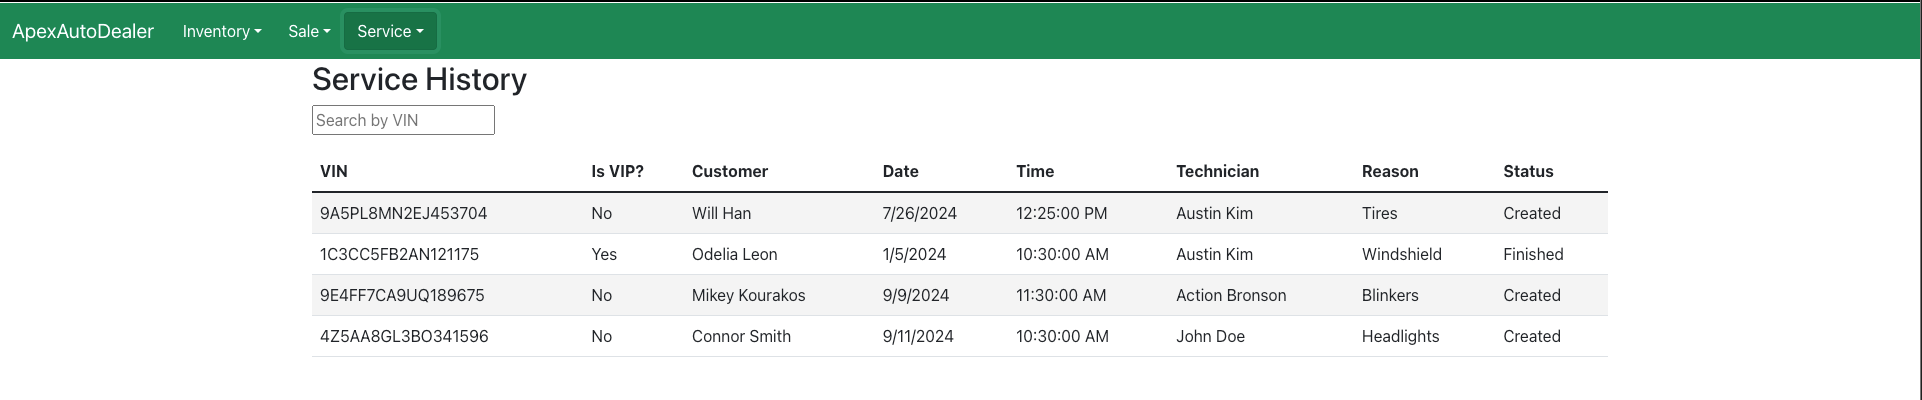 ApexAutoDealer Inventory Sale Service
Service History
Search by VIN
VIN Is VIP? Customer Date Time Technician Reason Status
9A5PL8MN2EJ453704 No Will Han 7/26/2024 12:25:00 PM Austin Kim Tires Created
1C3CC5FB2AN121175 Yes Odelia Leon 1/5/2024 10:30:00 AM Austin Kim Windshield Finished
9E4FF7CA9UQ189675 No Mikey Kourakos 9/9/2024 11:30:00 AM Action Bronson Blinkers Created
4Z5AA8GL3BO341596 No Connor Smith 9/11/2024 10:30:00 AM John Doe Headlights Created